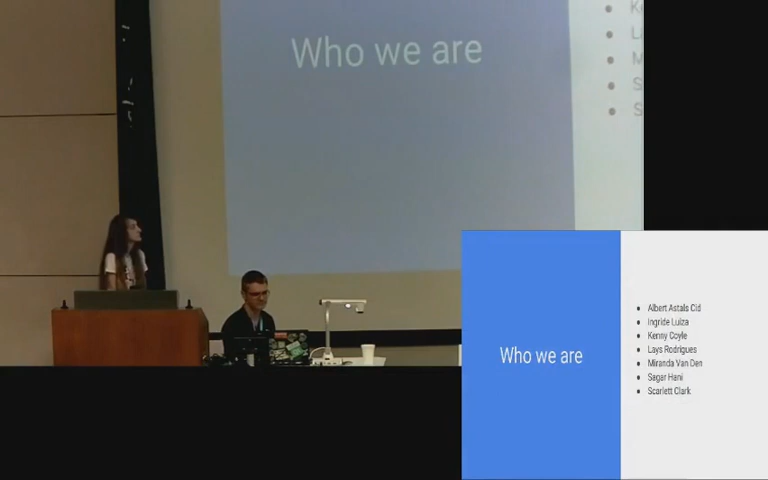 Who we are
Who we are
Albert Astals Cid
Ingride Luiza
Kenny Coyle
Lays Rodrigues
Miranda Van Den
Sagar Hani
Scarlett Clark